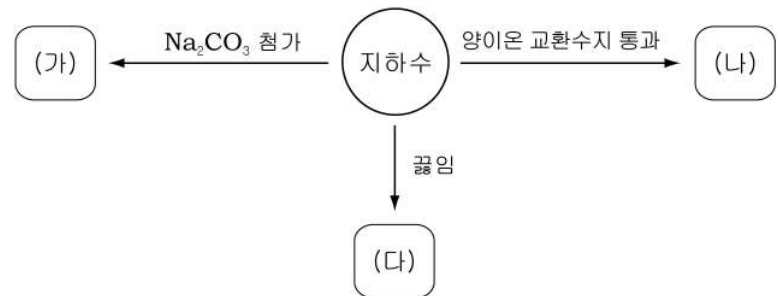 (가)
Na₂CO₃ 첨가
지하수
양이온 교환수지 통과
(나)
끓임
(다)